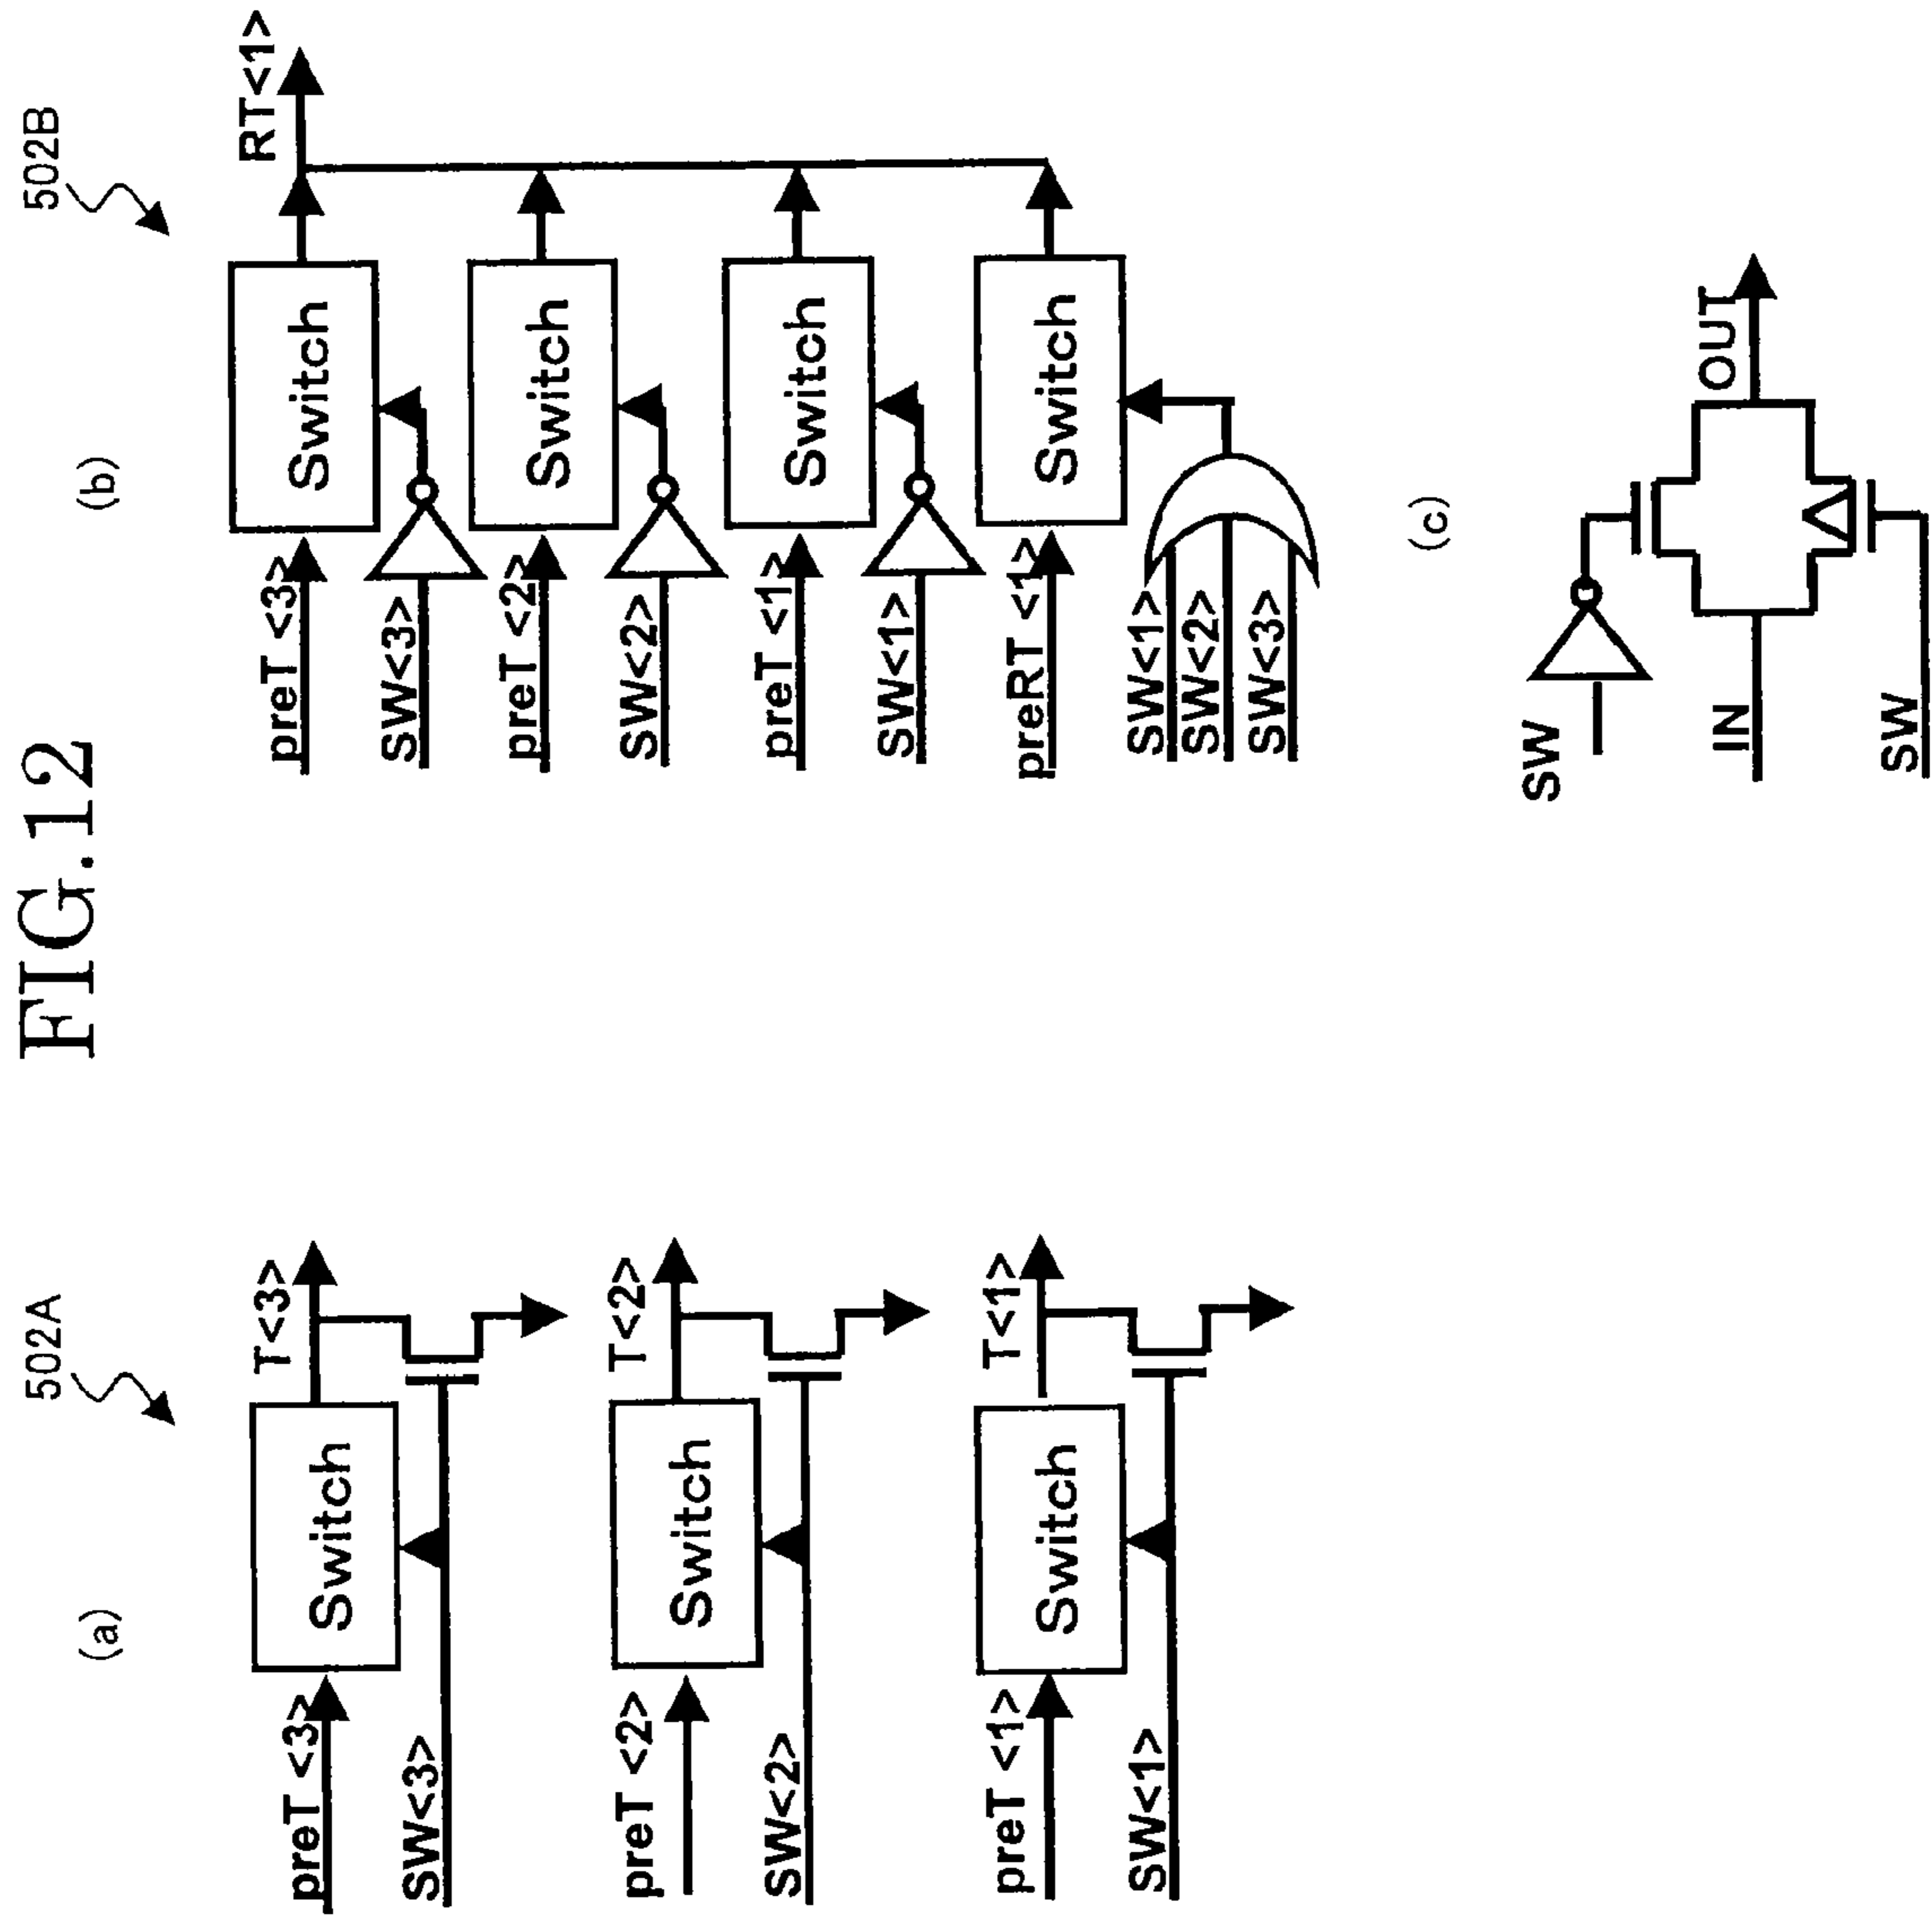 FIG.12
(a)
502A
preT <3>
Switch
T<3>
SW<3>
preT <2>
Switch
T<2>
SW<2>
preT <1>
Switch
T<1>
SW<1>
(b)
502B
preT <3>
Switch
RT<1>
SW<3>
preT <2>
Switch
SW<2>
preT <1>
Switch
SW<1>
preRT <1>
Switch
SW<1>
SW<2>
SW<3>
(c)
SW
IN
OUT
SW